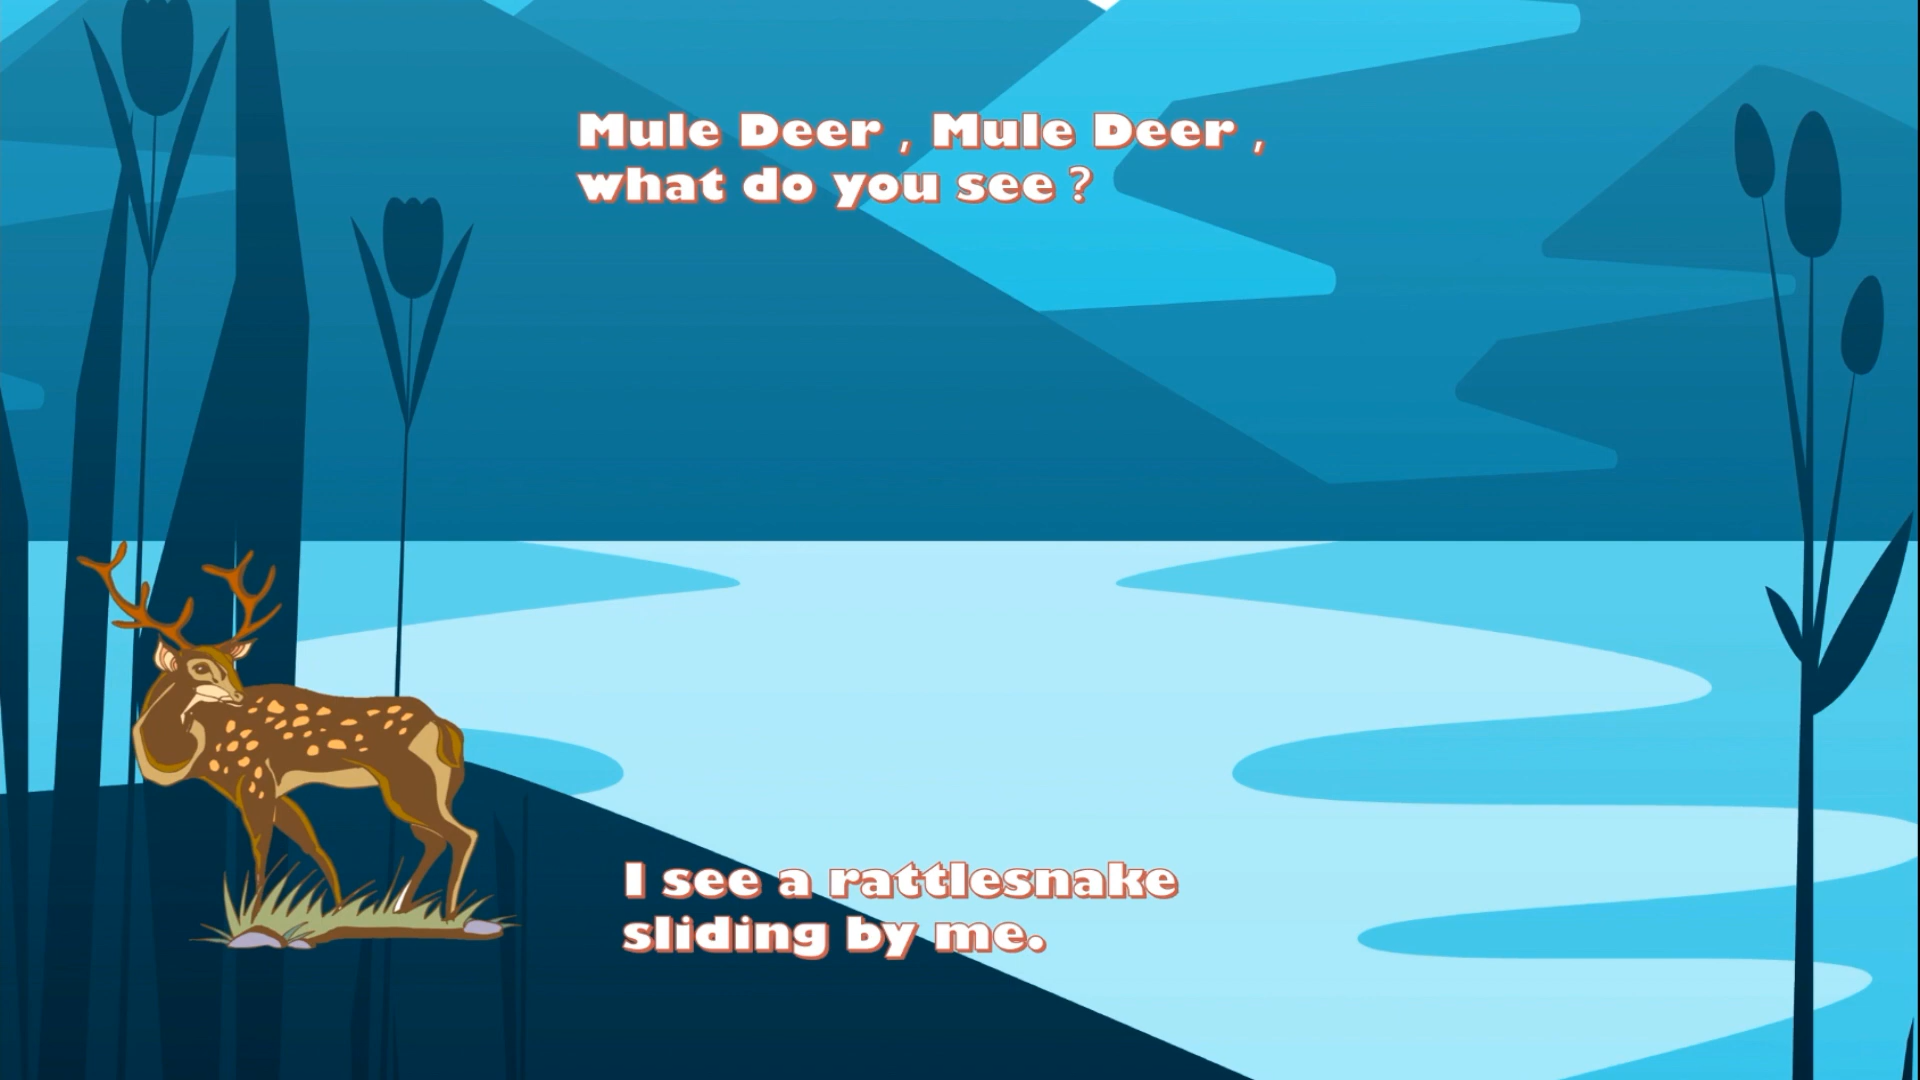 Mule Deer , Mule Deer ,
what do you see ?
I see a rattlesnake
sliding by me.